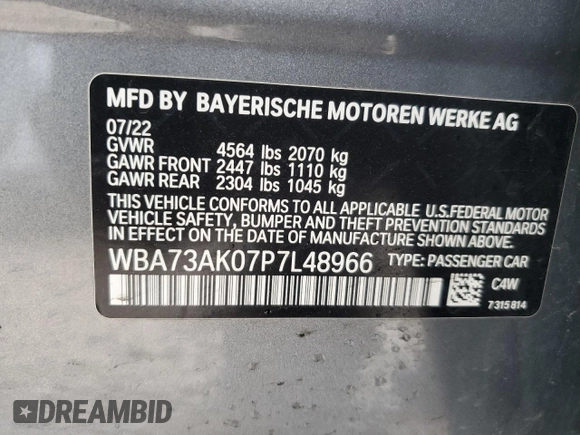 MFD BY BAYERISCHE MOTOREN WERKE AG
07/22
GVWR 4564 lbs 2070 kg
GAWR FRONT 2447 lbs 1110 kg
GAWR REAR 2304 lbs 1045 kg
THIS VEHICLE CONFORMS TO ALL APPLICABLE U.S.FEDERAL MOTOR
VEHICLE SAFETY, BUMPER AND THEFT PREVENTION STANDARDS
IN EFFECT ON THE DATE OF MANUFACTURE SHOWN ABOVE.
WBA73AK07P7L48966 TYPE: PASSENGER CAR
C4W
7315814
DREAMBID